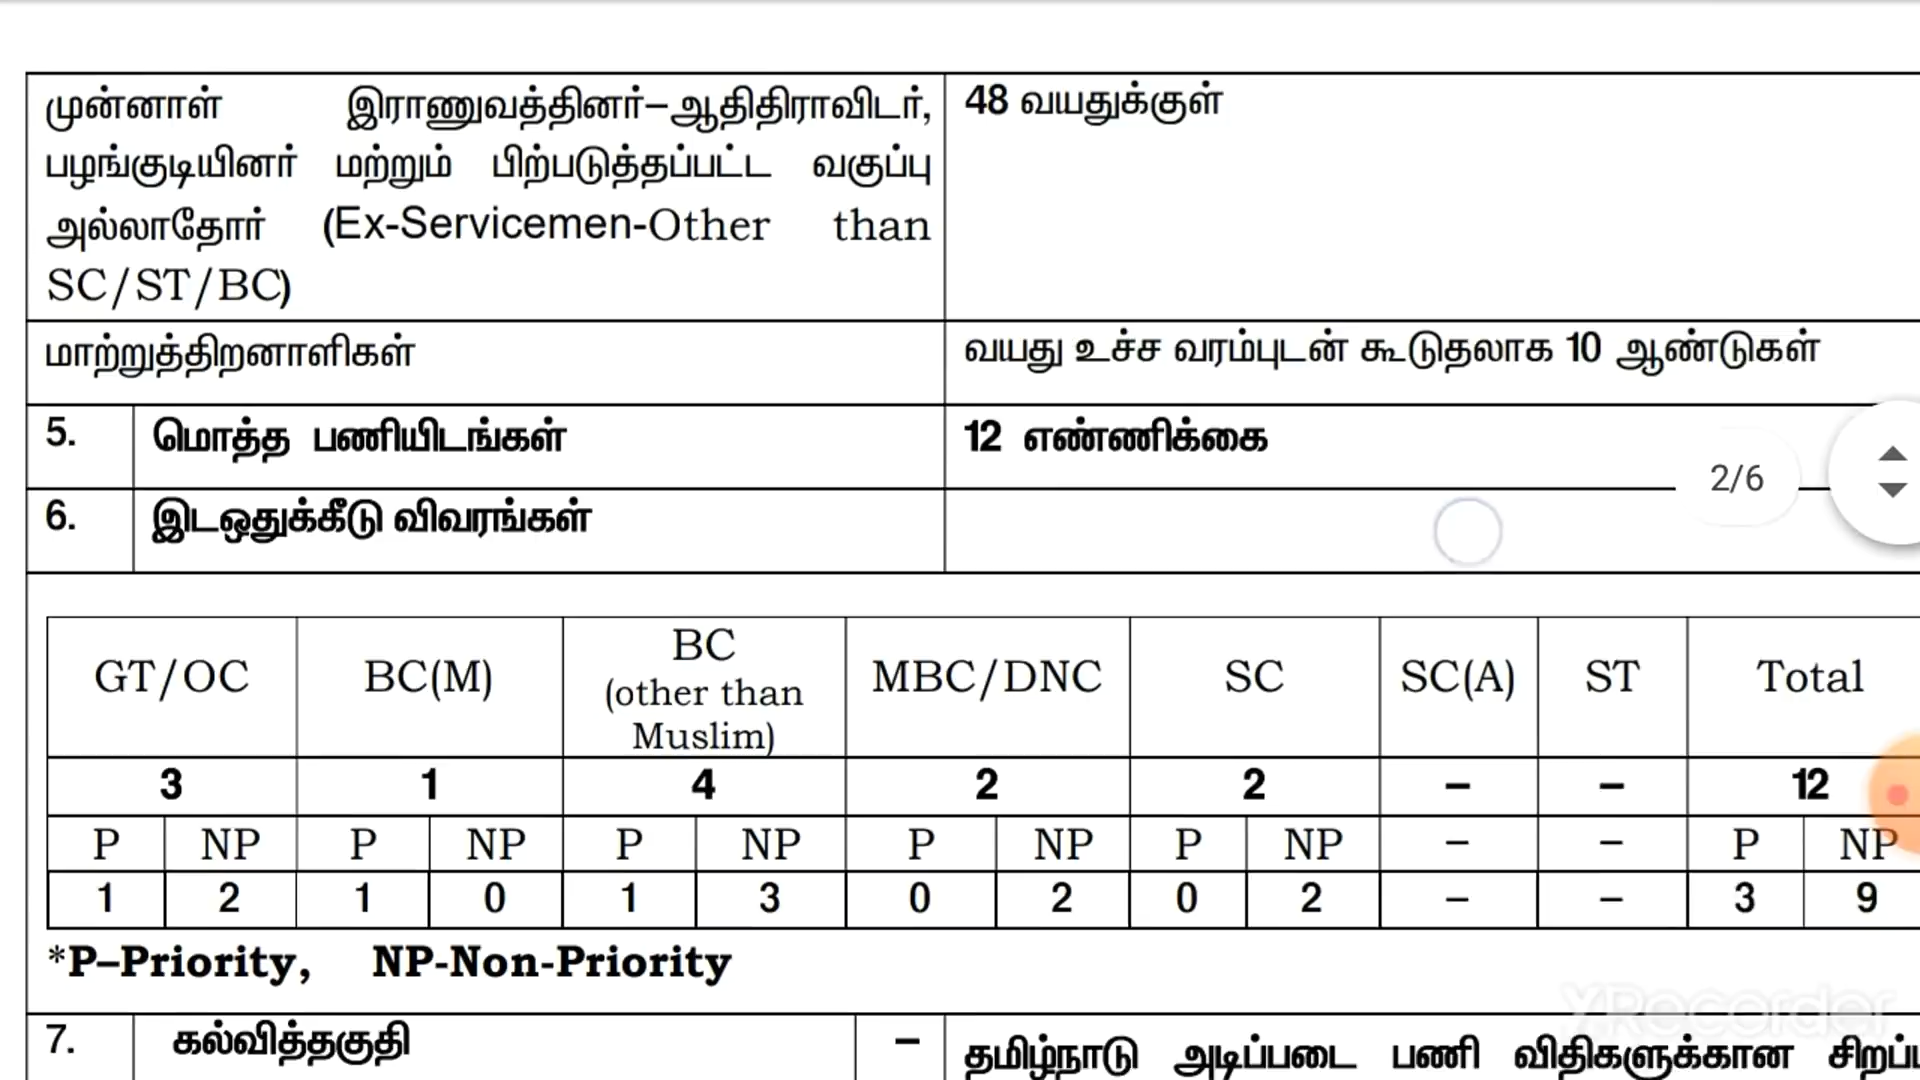 முன்னாள் இராணுவத்தினர்–ஆதிதிராவிடர், 48 வயதுக்குள்
பழங்குடியினர் மற்றும் பிற்படுத்தப்பட்ட வகுப்பு
அல்லாதோர் (Ex-Servicemen-Other than
SC/ST/BC)
மாற்றுத்திறனாளிகள் வயது உச்ச வரம்புடன் கூடுதலாக 10 ஆண்டுகள்
5. மொத்த பணியிடங்கள் 12 எண்ணிக்கை
2/6
6. இடஒதுக்கீடு விவரங்கள்
GT/OC BC(M) BC (other than Muslim) MBC/DNC SC SC(A) ST Total
3 1 4 2 2 – – 12
P NP P NP P NP P NP P NP – – P NP
1 2 1 0 1 3 0 2 0 2 – – 3 9
*P–Priority, NP-Non-Priority
7. கல்வித்தகுதி – தமிழ்நாடு அடிப்படை பணி விதிகளுக்கான
XRecorder